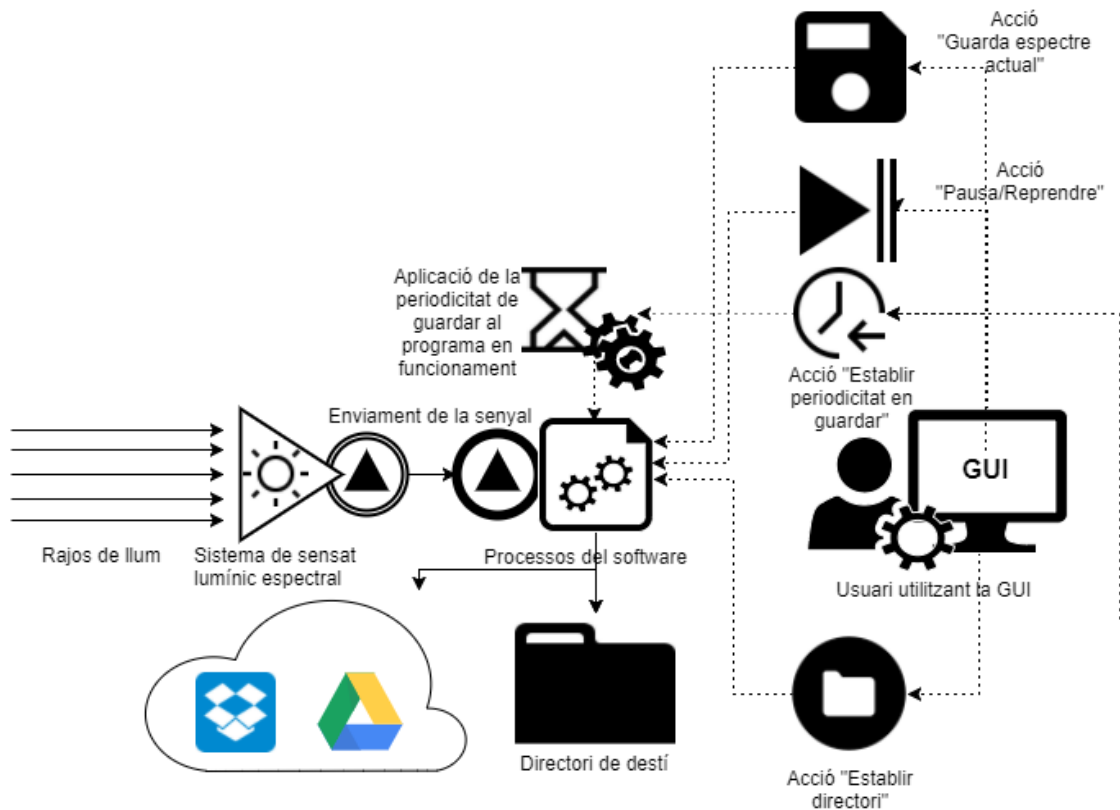 Acció
"Guarda espectre
actual"
Acció
"Pausa/Reprendre"
Aplicació de la
periodicitat de
guardar al
programa en
funcionament
Acció "Establir
periodicitat en
guardar"
Enviament de la senyal
GUI
Rajos de llum
Sistema de sensat
lumínic espectral
Processos del software
Usuari utilitzant la GUI
Directori de destí
Acció "Establir
directori"